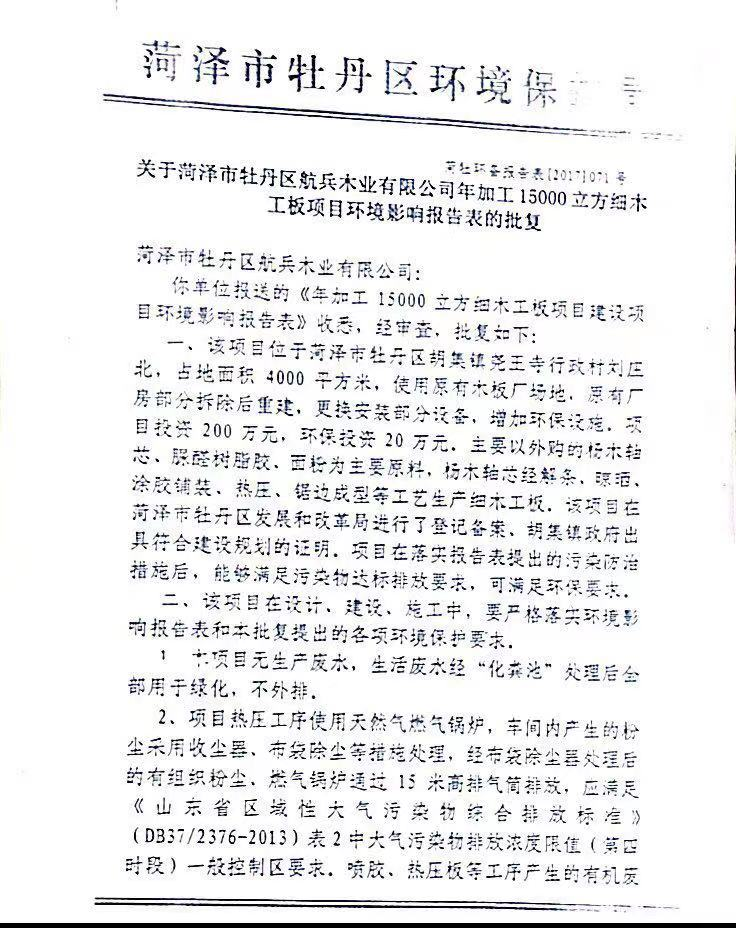 菏泽市牡丹区环境保
菏牡环备报告表[2017]071号
关于菏泽市牡丹区航兵木业有限公司年加工15000立方细木
工板项目环境影响报告表的批复
菏泽市牡丹区航兵木业有限公司：
你单位报送的《年加工 15000 立方细木工板项目建设项
目环境影响报告表》收悉，经审查，批复如下：
一、该项目位于菏泽市牡丹区胡集镇尧王寺行政村刘庄
北，占地面积 4000 平方米，使用原有木板厂场地，原有厂
房部分拆除后重建，更换安装部分设备，增加环保设施。项
目投资 200 万元，环保投资 20 万元。主要以外购的杨木轴
芯、脲醛树脂胶、面粉为主要原料，杨木轴芯经解条、晾晒、
涂胶铺装、热压、锯边成型等工艺生产细木工板。该项目在
菏泽市牡丹区发展和改革局进行了登记备案、胡集镇政府出
具符合建设规划的证明。项目在落实报告表提出的污染防治
措施后，能够满足污染物达标排放要求，可满足环保要求。
二、该项目在设计、建设、施工中，要严格落实环境影
响报告表和本批复提出的各项环境保护要求。
1 本项目无生产废水，生活废水经“化粪池”处理后全
部用于绿化，不外排。
2、项目热压工序使用天然气燃气锅炉，车间内产生的粉
尘采用收尘器、布袋除尘等措施处理，经布袋除尘器处理后
的有组织粉尘、燃气锅炉通过 15 米高排气筒排放，应满足
《山东省区域性大气污染物综合排放标准》
（DB37/2376-2013）表 2 中大气污染物排放浓度限值（第四
时段）一般控制区要求。喷胶、热压板等工序产生的有机废